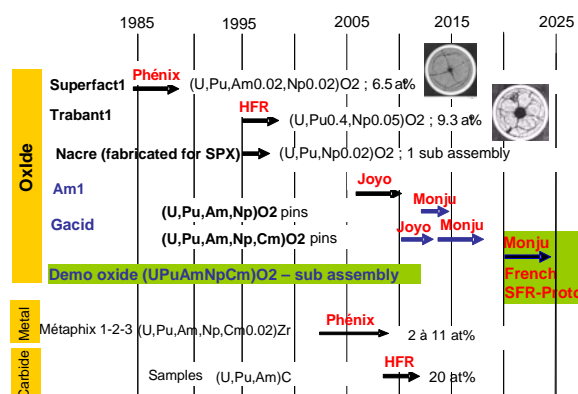 1985 1995 2005 2015 2025
OxIde
Superfact1
Phénix
(U,Pu,Am0.02,Np0.02)O2 ; 6.5 at%
Trabant1
HFR
(U,Pu0.4,Np0.05)O2 ; 9.3 at%
Nacre (fabricated for SPX)
(U,Pu,Np0.02)O2 ; 1 sub assembly
Am1
Joyo
Gacid
(U,Pu,Am,Np)O2 pins
Monju
(U,Pu,Am,Np,Cm)O2 pins
Joyo
Monju
Demo oxide (UPuAmNpCm)O2 – sub assembly
Monju
French
SFR-Proto
Metal
Métaphix 1-2-3 (U,Pu,Am,Np,Cm0.02)Zr
Phénix
2 à 11 at%
Carbide
Samples (U,Pu,Am)C
HFR
20 at%